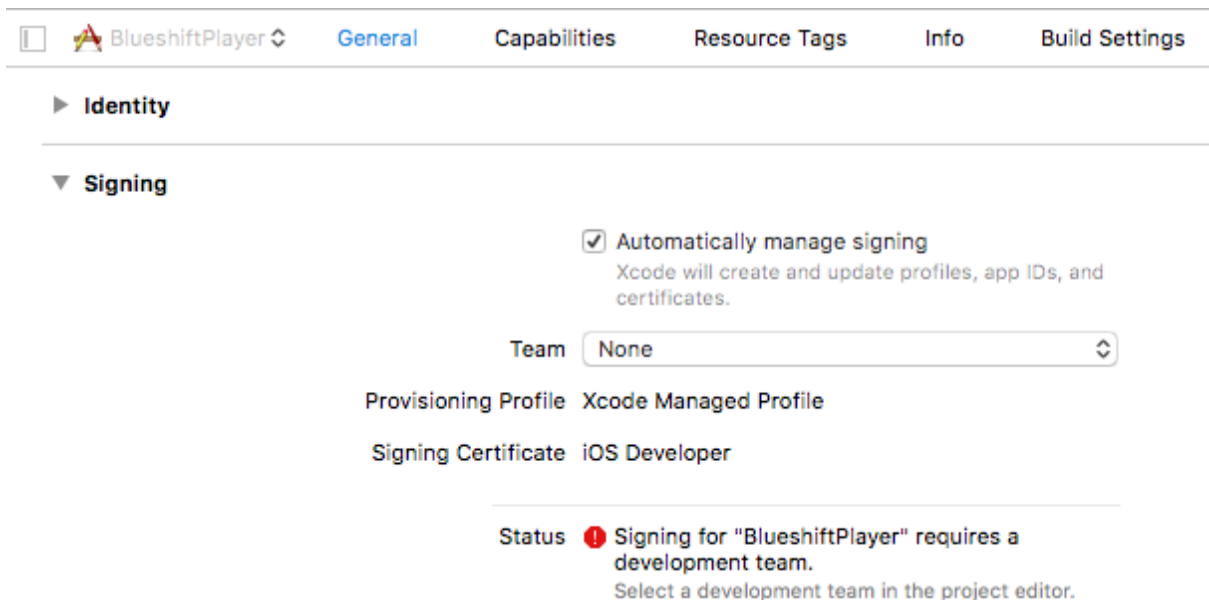 BlueshiftPlayer General Capabilities Resource Tags Info Build Settings
Identity
Signing
Automatically manage signing
Xcode will create and update profiles, app IDs, and
certificates.
Team None
Provisioning Profile Xcode Managed Profile
Signing Certificate iOS Developer
Status Signing for "BlueshiftPlayer" requires a
development team.
Select a development team in the project editor.